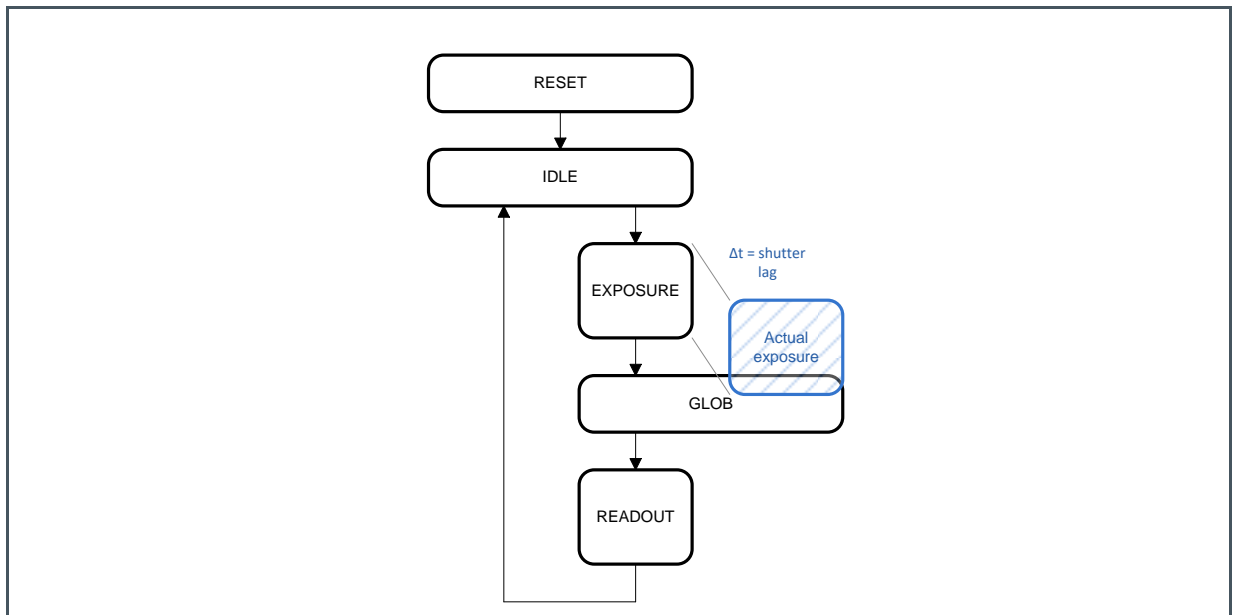 RESET
IDLE
Δt = shutter
lag
EXPOSURE
Actual
exposure
GLOB
READOUT